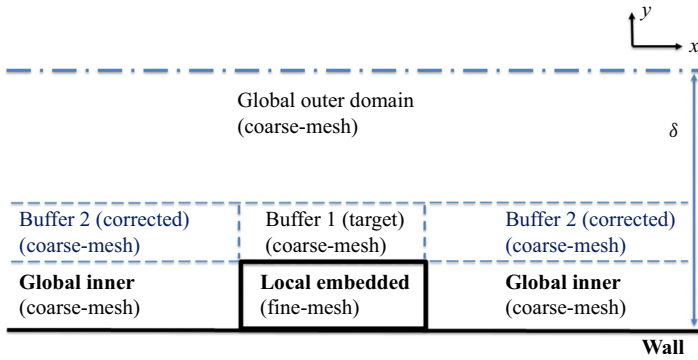 y
x
Global outer domain
(coarse-mesh)
δ
Buffer 2 (corrected)
(coarse-mesh)
Buffer 1 (target)
(coarse-mesh)
Buffer 2 (corrected)
(coarse-mesh)
Global inner
(coarse-mesh)
Local embedded
(fine-mesh)
Global inner
(coarse-mesh)
Wall